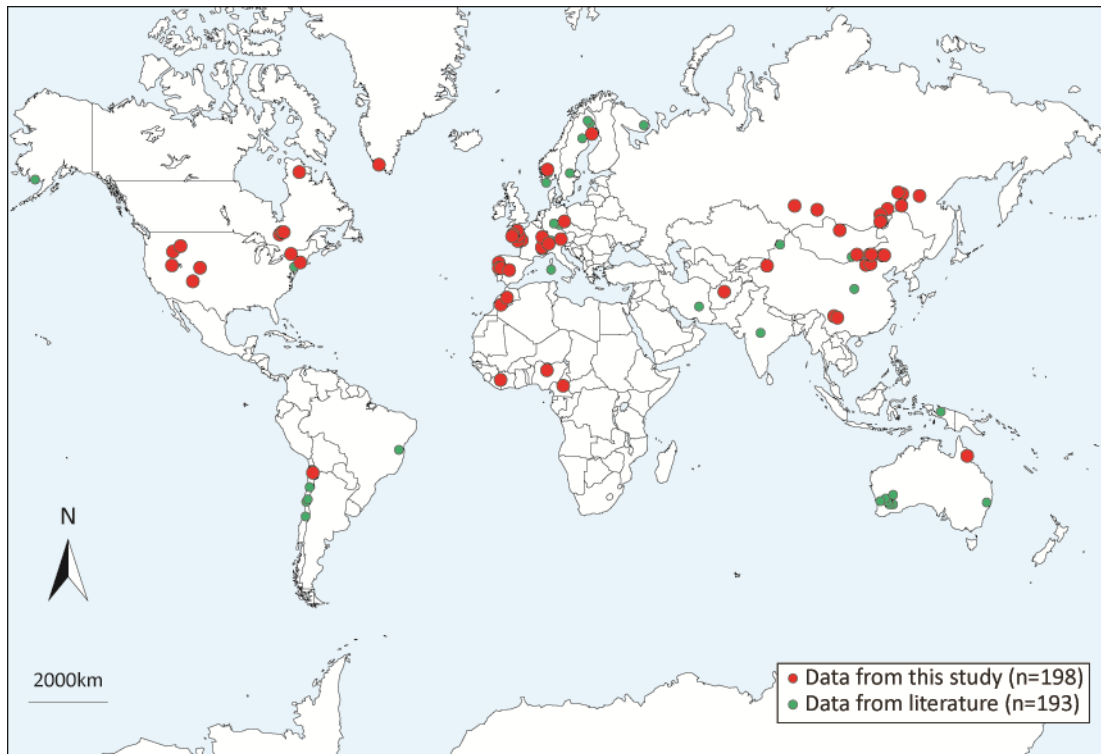 N
2000km
Data from this study (n=198)
Data from literature (n=193)